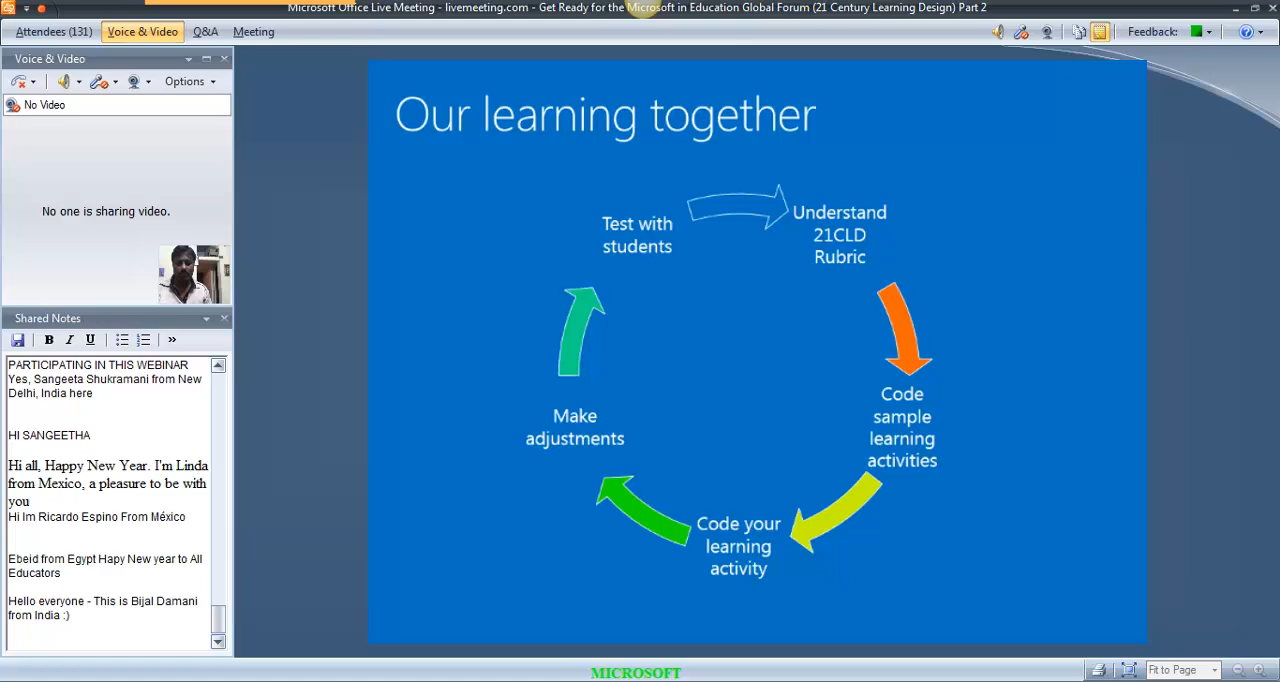 Microsoft Office Live Meeting - livemeeting.com - Get Ready for the Microsoft in Education Global Forum (21 Century Learning Design) Part 2
Attendees (131) Voice & Video Q&A Meeting
Feedback:
Voice & Video
Options
No Video
No one is sharing video.
Shared Notes
B I U »
PARTICIPATING IN THIS WEBINAR
Yes, Sangeeta Shukramani from New
Delhi, India here
HI SANGEETHA
Hi all, Happy New Year. I'm Linda
from Mexico, a pleasure to be with
you
Hi Im Ricardo Espino From México
Ebeid from Egypt Hapy New year to All
Educators
Hello everyone - This is Bijal Damani
from India :)
Our learning together
Understand
21CLD
Rubric
Code
sample
learning
activities
Code your
learning
activity
Make
adjustments
Test with
students
MICROSOFT
Fit to Page